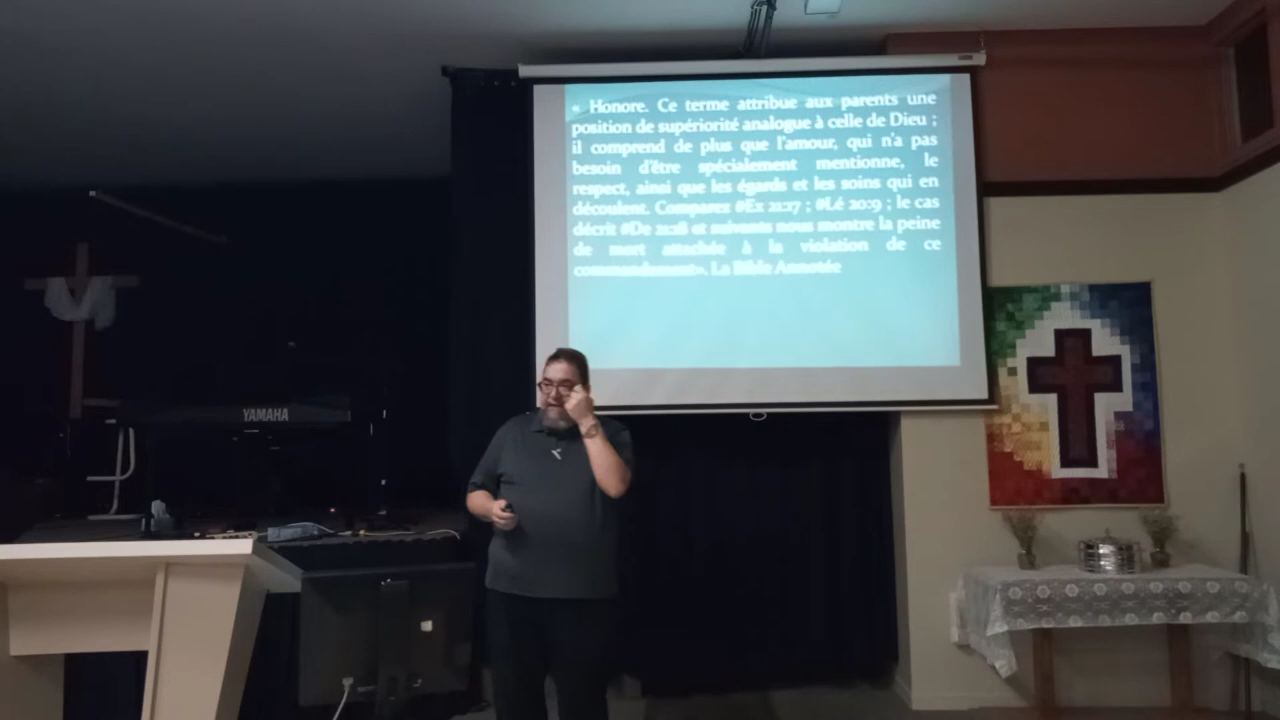 « Honore. Ce terme attribue aux parents une
position de supériorité analogue à celle de Dieu ;
il comprend de plus que l'amour, qui n'a pas
besoin d'être spécialement mentionne, le
respect, ainsi que les égards et les soins qui en
découlent. Comparez #Ex 21:17 ; #Lé 20:9 ; le cas
décrit #De 21:18 et suivants nous montre la peine
de mort attachée à la violation de ce
commandement». La Bible Annotée
YAMAHA